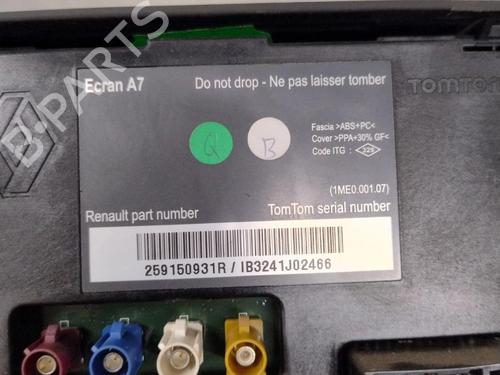 B-PARTS
Ecran A7
Do not drop - Ne pas laisser tomber
TOMTOM
Fascia >ABS+PC<
Cover >PPA+30% GF<
Code ITG :
Q
B
(1ME0.001.07)
Renault part number
TomTom serial number
259150931R / IB3241J02466